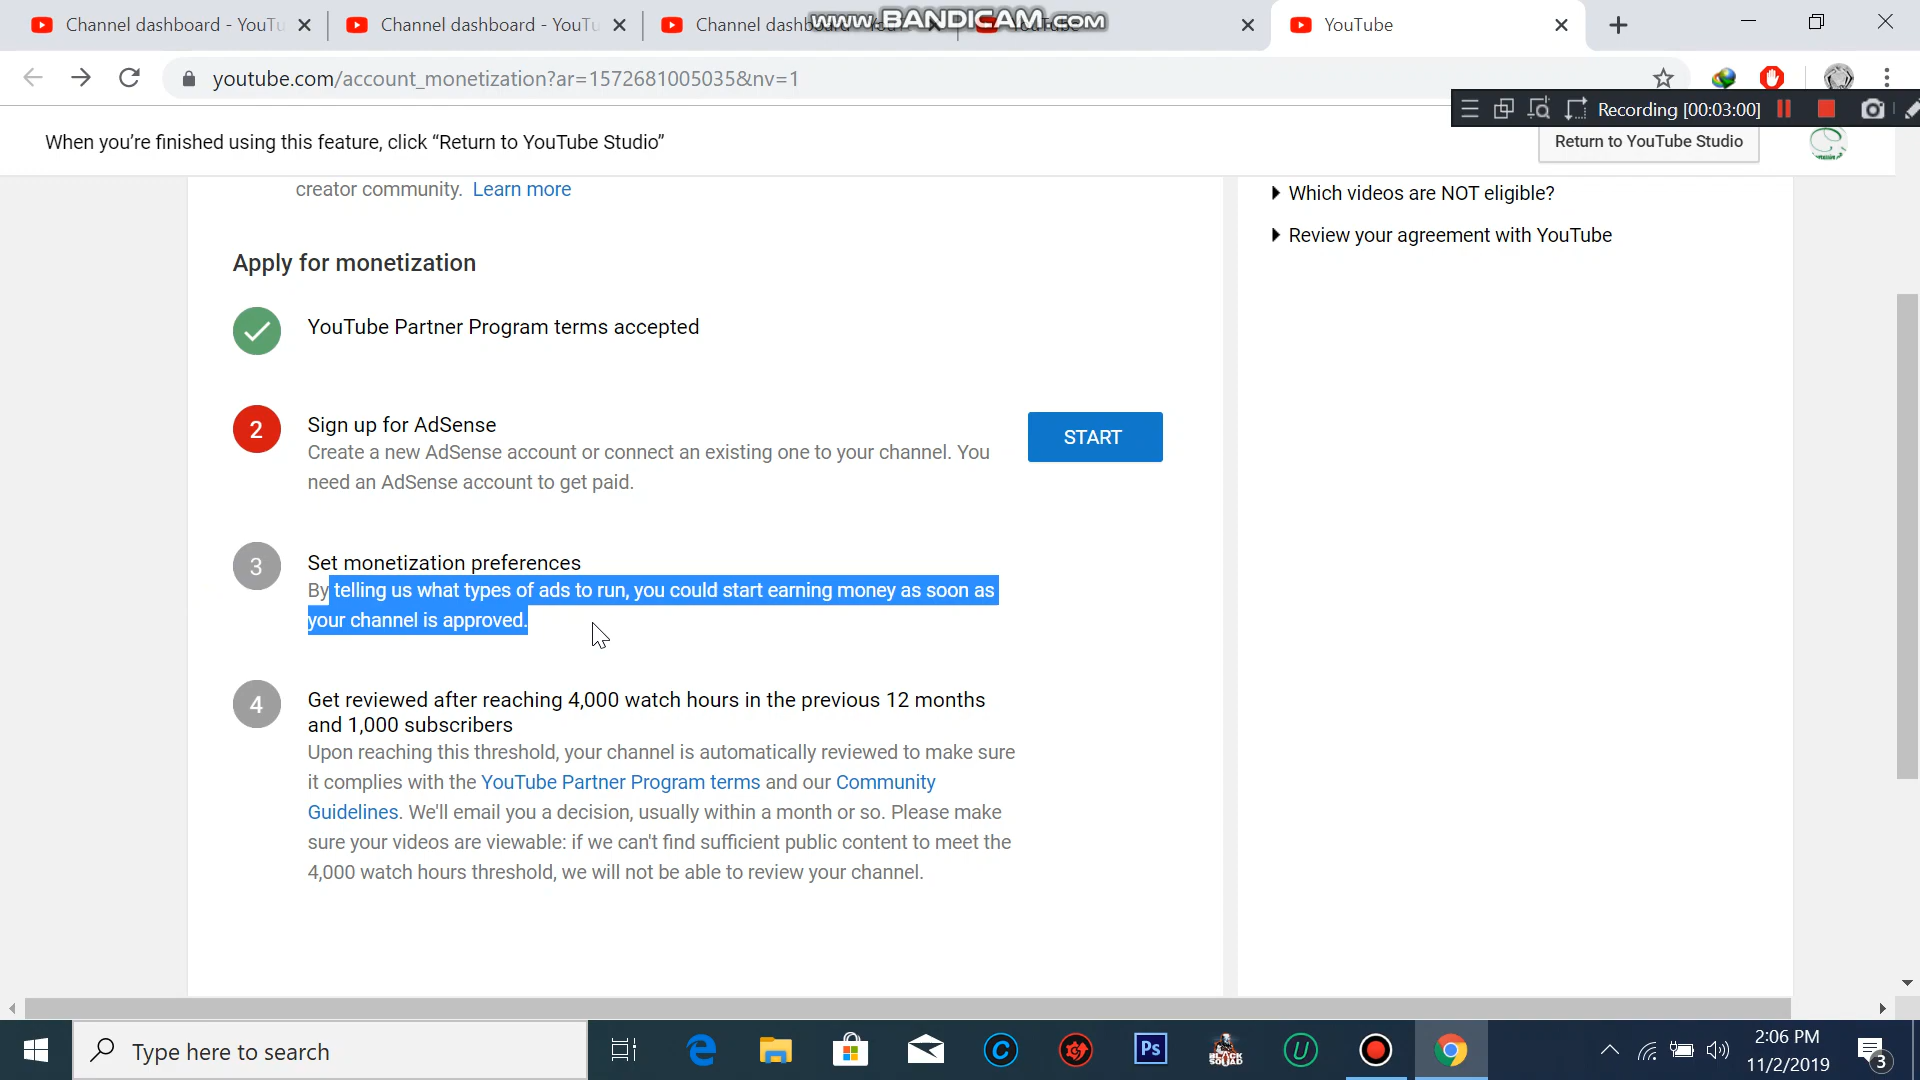 Channel dashboard - YouTu
Channel dashboard - YouTu
Channel dashb
YouTube
www.BANDICAM.COM
youtube.com/account_monetization?ar=1572681005035&nv=1
Recording [00:03:00]
When you're finished using this feature, click “Return to YouTube Studio”
Return to YouTube Studio
creator community. Learn more
Which videos are NOT eligible?
Review your agreement with YouTube
Apply for monetization
YouTube Partner Program terms accepted
2
Sign up for AdSense
Create a new AdSense account or connect an existing one to your channel. You
need an AdSense account to get paid.
START
3
Set monetization preferences
By telling us what types of ads to run, you could start earning money as soon as
your channel is approved.
4
Get reviewed after reaching 4,000 watch hours in the previous 12 months
and 1,000 subscribers
Upon reaching this threshold, your channel is automatically reviewed to make sure
it complies with the YouTube Partner Program terms and our Community
Guidelines. We'll email you a decision, usually within a month or so. Please make
sure your videos are viewable: if we can't find sufficient public content to meet the
4,000 watch hours threshold, we will not be able to review your channel.
Type here to search
Ps
BLACK
SQUAD
2:06 PM
11/2/2019
3